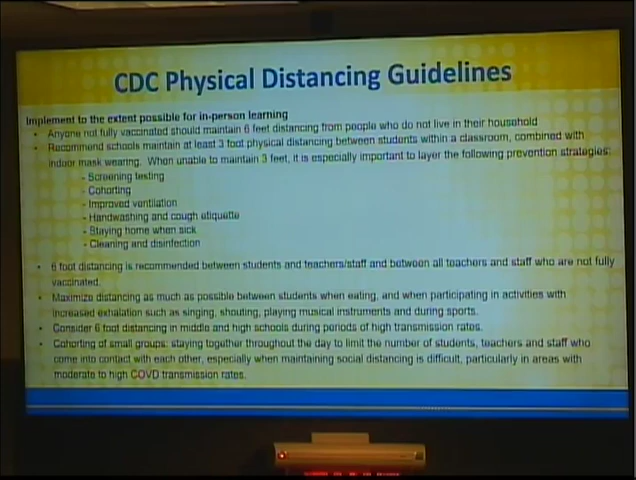 CDC Physical Distancing Guidelines
Implement to the extent possible for in-person learning
• Anyone not fully vaccinated should maintain 6 feet distancing from people who do not live in their household
• Recommend schools maintain at least 3 foot physical distancing between students within a classroom, combined with
indoor mask wearing. When unable to maintain 3 feet, it is especially important to layer the following prevention strategies:
- Screening testing
- Cohorting
- Improved ventilation
- Handwashing and cough etiquette
- Staying home when sick
- Cleaning and disinfection
• 6 foot distancing is recommended between students and teachers/staff and between all teachers and staff who are not fully
vaccinated.
• Maximize distancing as much as possible between students when eating, and when participating in activities with
increased exhalation such as singing, shouting, playing musical instruments and during sports.
• Consider 6 foot distancing in middle and high schools during periods of high transmission rates.
• Cohorting of small groups: staying together throughout the day to limit the number of students, teachers and staff who
come into contact with each other, especially when maintaining social distancing is difficult, particularly in areas with
moderate to high COVD transmission rates.